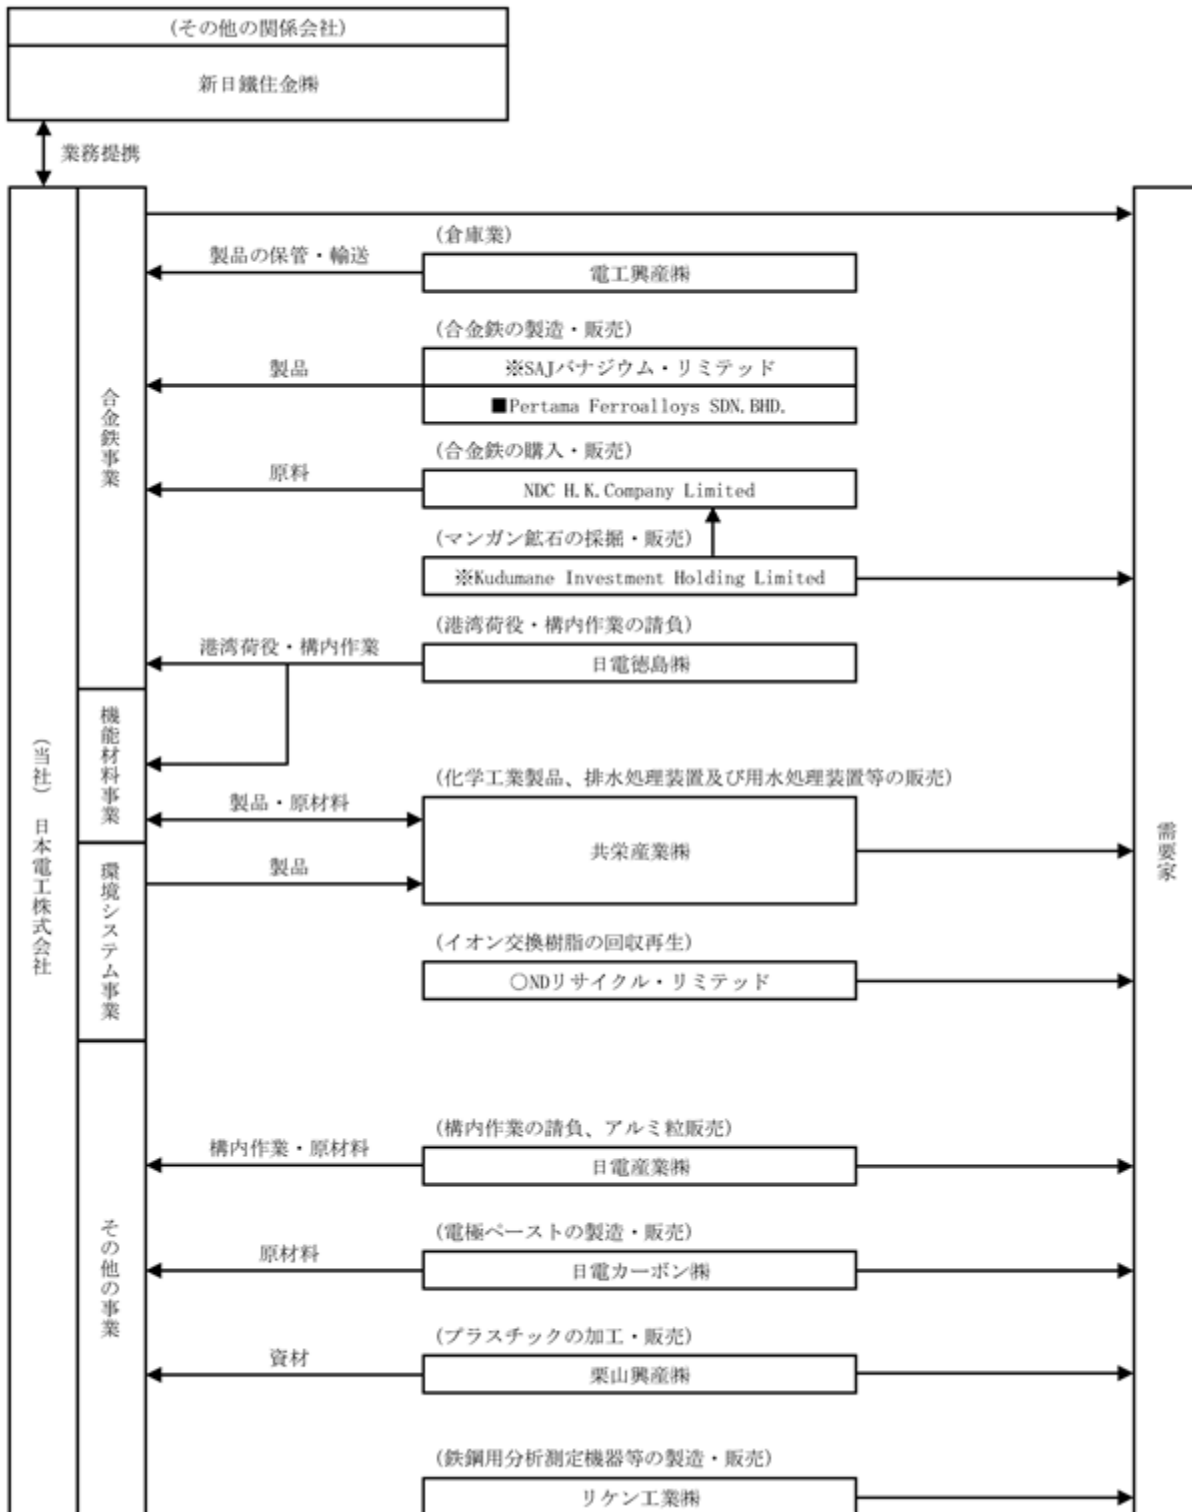 (その他の関係会社)
新日鐵住金㈱
業務提携
(倉庫業)
製品の保管・輸送
電工興産㈱
(合金鉄の製造・販売)
製品
※SAJバナジウム・リミテッド
■Pertama Ferroalloys SDN.BHD.
合金鉄事業
(合金鉄の購入・販売)
原料
NDC H.K.Company Limited
(マンガン鉱石の採掘・販売)
※Kudumane Investment Holding Limited
(港湾荷役・構内作業の請負)
港湾荷役・構内作業
日電徳島㈱
機能材料事業
(当社) 日本電工株式会社
(化学工業製品、排水処理装置及び用水処理装置等の販売)
製品・原材料
共栄産業㈱
需要家
製品
環境システム事業
(イオン交換樹脂の回収再生)
○NDリサイクル・リミテッド
(構内作業の請負、アルミ粒販売)
構内作業・原材料
日電産業㈱
その他の事業
(電極ペーストの製造・販売)
原材料
日電カーボン㈱
(プラスチックの加工・販売)
資材
栗山興産㈱
(鉄鋼用分析測定機器等の製造・販売)
リケン工業㈱